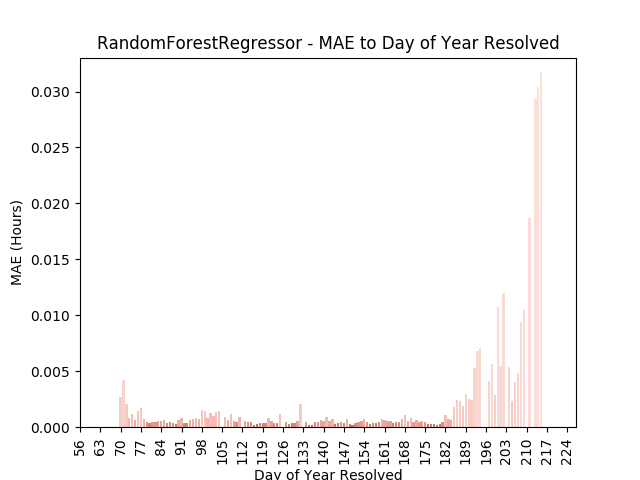 RandomForestRegressor - MAE to Day of Year Resolved
MAE (Hours)
0.030
0.025
0.020
0.015
0.010
0.005
0.000
56 63 70 77 84 91 98 105 112 119 126 133 140 147 154 161 168 175 182 189 196 203 210 217 224
Day of Year Resolved